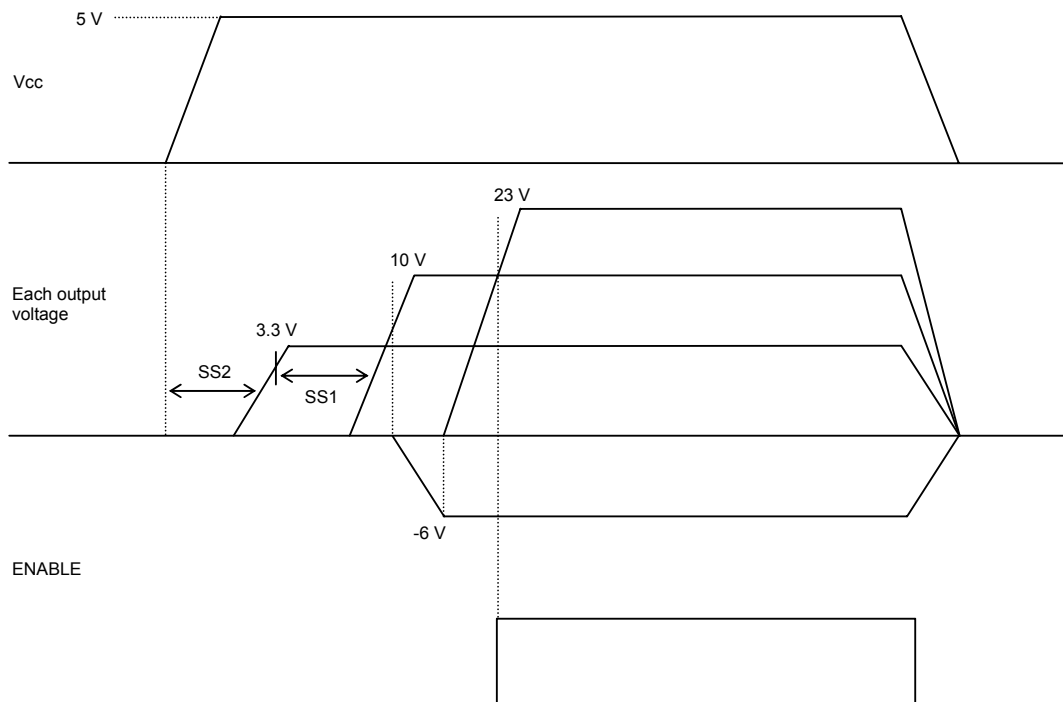 5 V
Vcc
23 V
10 V
Each output
voltage
3.3 V
SS2
SS1
-6 V
ENABLE